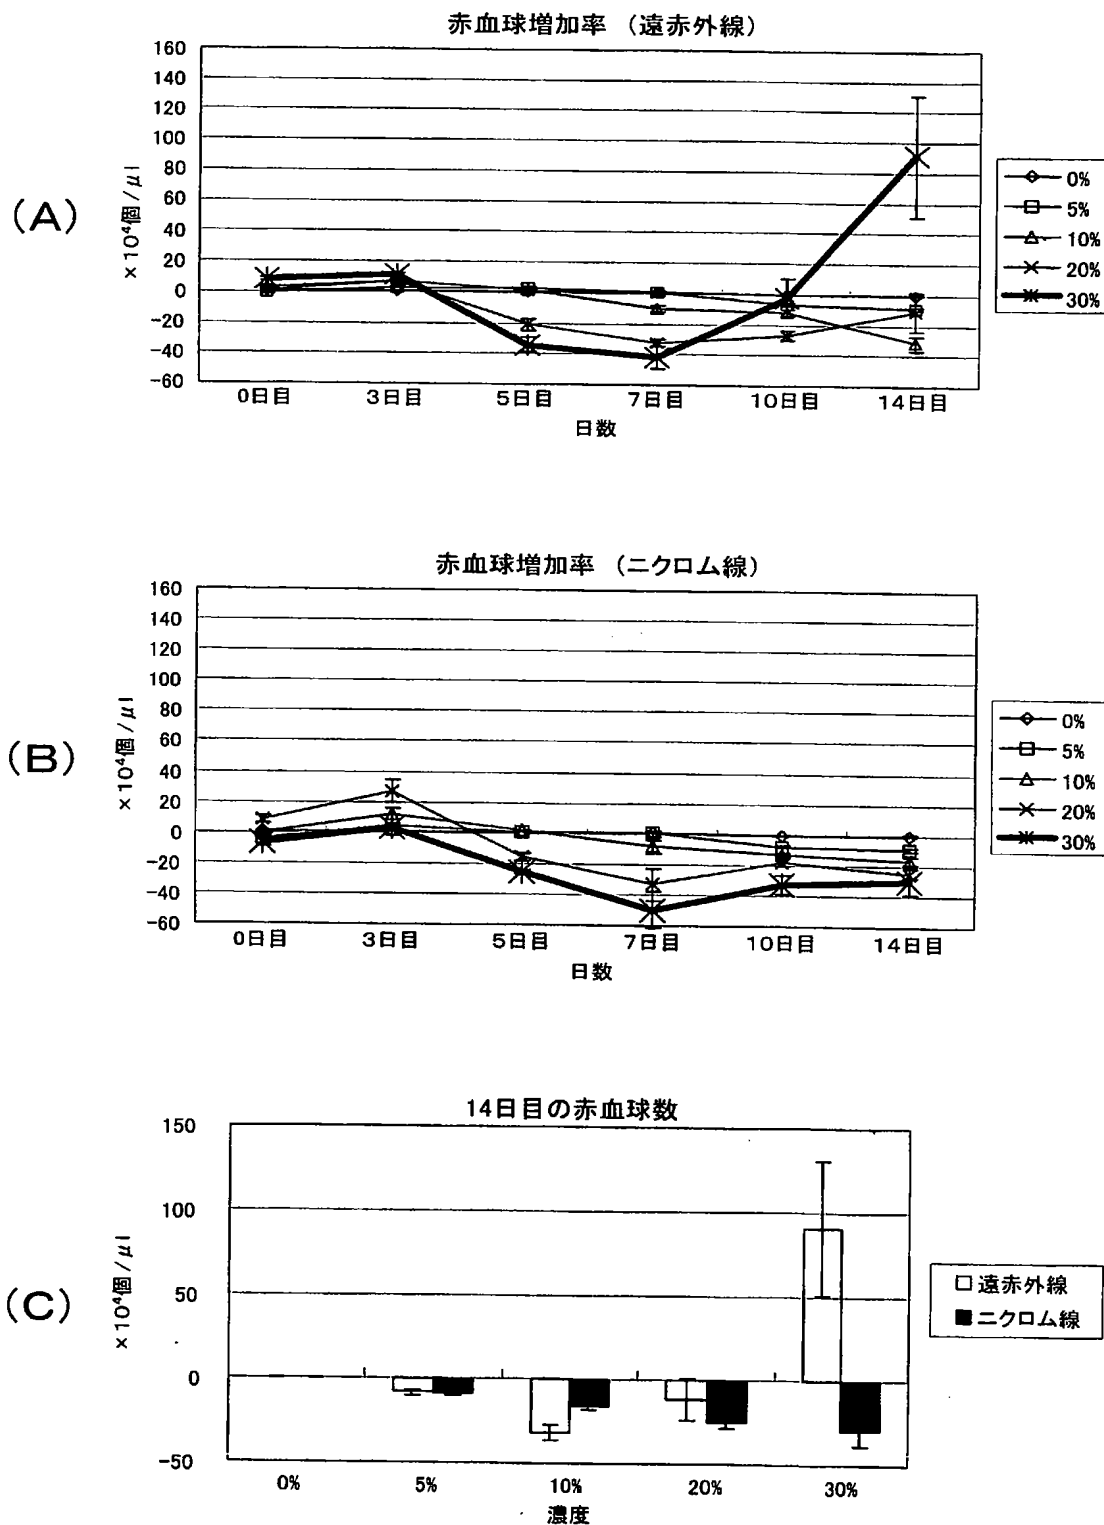 赤血球増加率 (遠赤外線)
(A)
×10⁴個/μl
160
140
120
100
80
60
40
20
0
-20
-40
-60
0日目 3日目 5日目 7日目 10日目 14日目
日数
0%
5%
10%
20%
30%
赤血球増加率 (ニクロム線)
(B)
×10⁴個/μl
160
140
120
100
80
60
40
20
0
-20
-40
-60
0日目 3日目 5日目 7日目 10日目 14日目
日数
0%
5%
10%
20%
30%
14日目の赤血球数
(C)
×10⁴個/μl
150
100
50
0
-50
0% 5% 10% 20% 30%
濃度
遠赤外線
ニクロム線